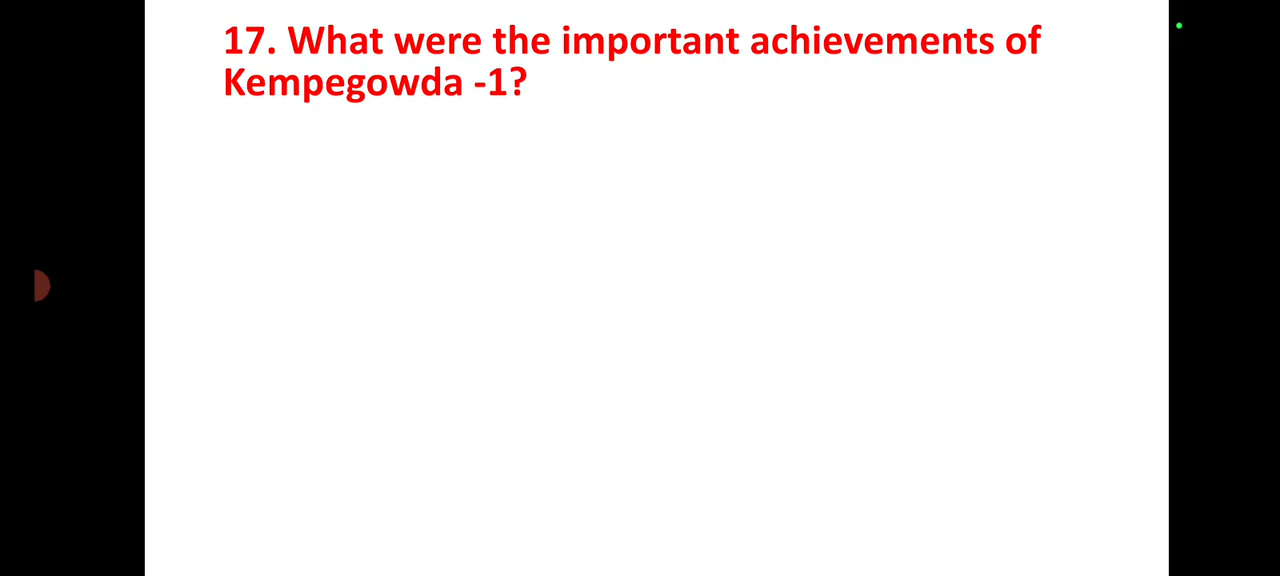 17. What were the important achievements of
Kempegowda -1?